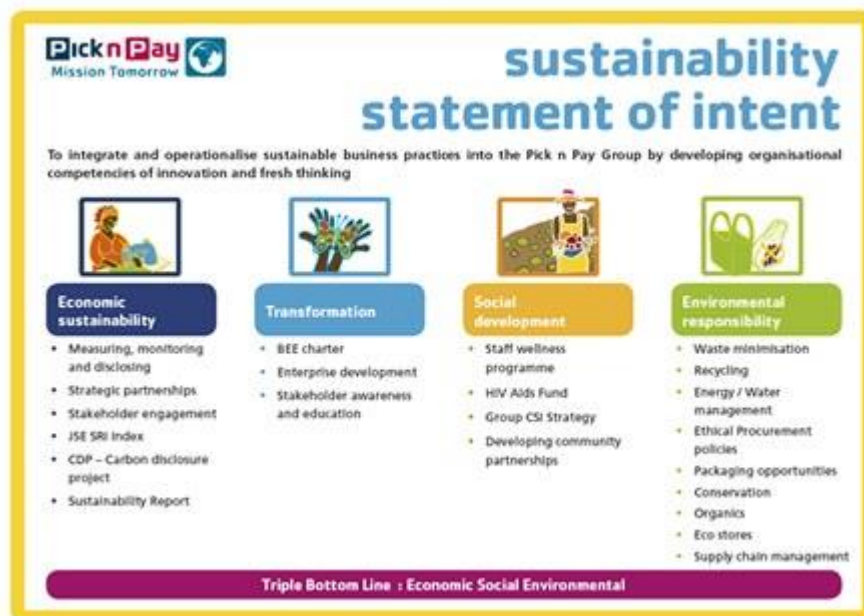 Pick n Pay
Mission Tomorrow
sustainability
statement of intent
To integrate and operationalise sustainable business practices into the Pick n Pay Group by developing organisational
competencies of innovation and fresh thinking
Economic
sustainability
• Measuring, monitoring
and disclosing
• Strategic partnerships
• Stakeholder engagement
• JSE SRI Index
• CDP – Carbon disclosure
project
• Sustainability Report
Transformation
• BEE charter
• Enterprise development
• Stakeholder awareness
and education
Social
development
• Staff wellness
programme
• HIV Aids Fund
• Group CSI Strategy
• Developing community
partnerships
Environmental
responsibility
• Waste minimisation
• Recycling
• Energy / Water
management
• Ethical Procurement
policies
• Packaging opportunities
• Conservation
• Organics
• Eco stores
• Supply chain management
Triple Bottom Line : Economic Social Environmental